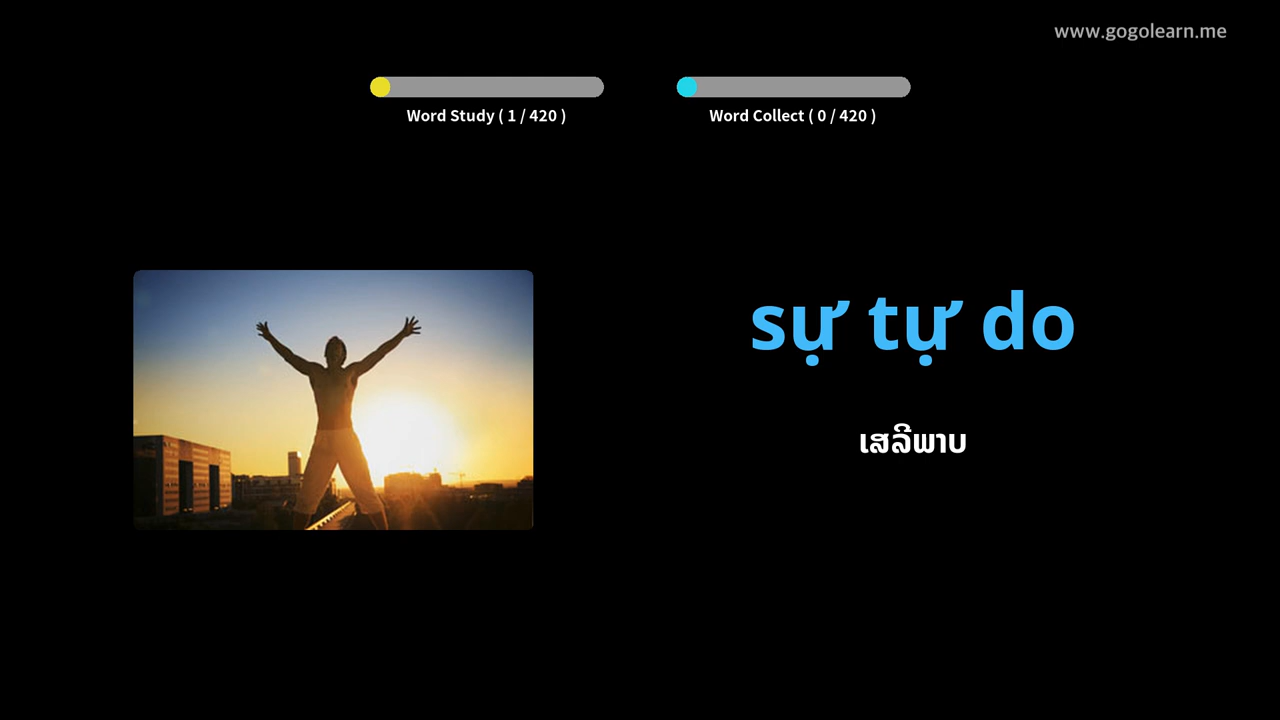 www.gogolearn.me
Word Study ( 1 / 420 )
Word Collect ( 0 / 420 )
sự tự do
ເສລີພາບ